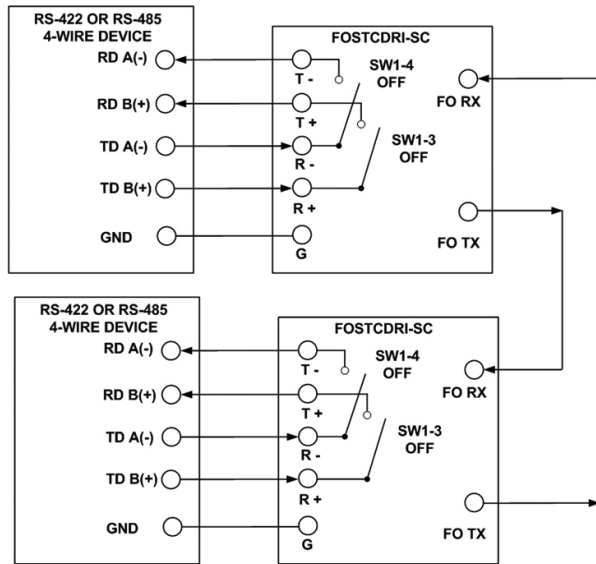 RS-422 OR RS-485
4-WIRE DEVICE
RD A(-)
RD B(+)
TD A(-)
TD B(+)
GND
FOSTCDRI-SC
T -
SW1-4
OFF
T +
SW1-3
OFF
R -
R +
G
FO RX
FO TX
RS-422 OR RS-485
4-WIRE DEVICE
RD A(-)
RD B(+)
TD A(-)
TD B(+)
GND
FOSTCDRI-SC
T -
SW1-4
OFF
T +
SW1-3
OFF
R -
R +
G
FO RX
FO TX